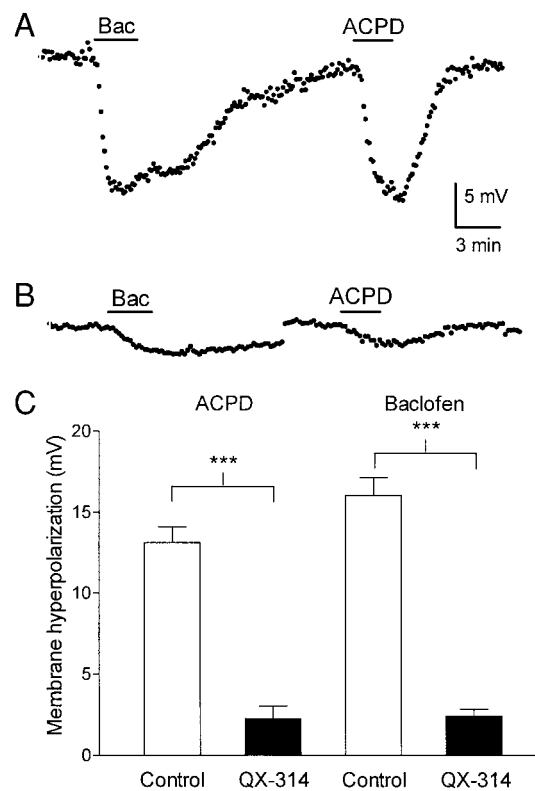 A
Bac
ACPD
5 mV
3 min
B
Bac
ACPD
C
ACPD
Baclofen
***
***
Membrane hyperpolarization (mV)
20
15
10
5
0
Control
QX-314
Control
QX-314